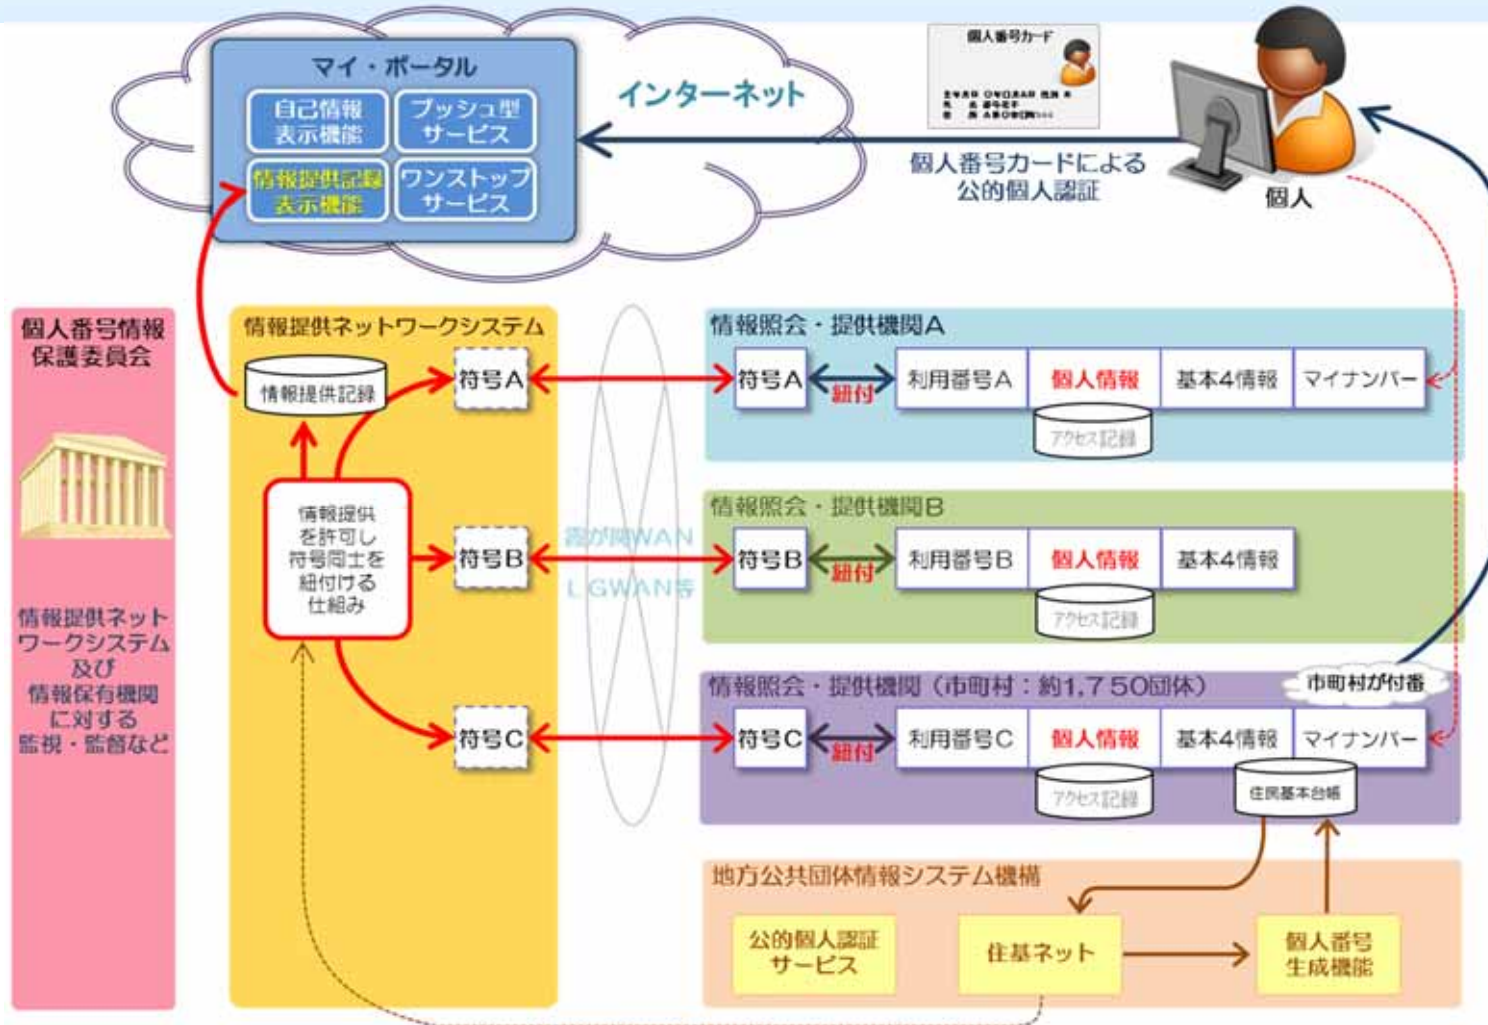 マイ・ポータル
自己情報
表示機能
プッシュ型
サービス
情報提供記録
表示機能
ワンストップ
サービス
インターネット
個人番号カード
個人番号カードによる
公的個人認証
個人
個人番号情報
保護委員会
情報提供ネット
ワークシステム
及び
情報保有機関
に対する
監視・監督など
情報提供ネットワークシステム
情報提供記録
符号A
情報提供
を許可し
符号同士を
紐付ける
仕組み
符号B
符号C
霞が関WAN
LGWAN等
情報照会・提供機関A
符号A
紐付
利用番号A
個人情報
基本4情報
マイナンバー
アクセス記録
情報照会・提供機関B
符号B
紐付
利用番号B
個人情報
基本4情報
アクセス記録
情報照会・提供機関(市町村:約1,750団体)
市町村が付番
符号C
紐付
利用番号C
個人情報
基本4情報
マイナンバー
アクセス記録
住民基本台帳
地方公共団体情報システム機構
公的個人認証
サービス
住基ネット
個人番号
生成機能